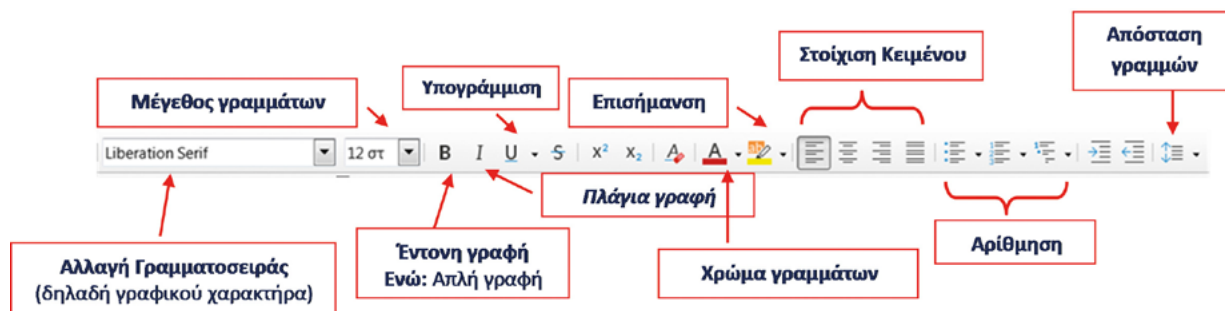 Απόσταση
γραμμών
Στοίχιση Κειμένου
Υπογράμμιση
Μέγεθος γραμμάτων
Επισήμανση
Liberation Serif
12 στ
B I U S x² x₂ A A ab
Πλάγια γραφή
Έντονη γραφή
Ενώ: Απλή γραφή
Αρίθμηση
Αλλαγή Γραμματοσειράς
(δηλαδή γραφικού χαρακτήρα)
Χρώμα γραμμάτων